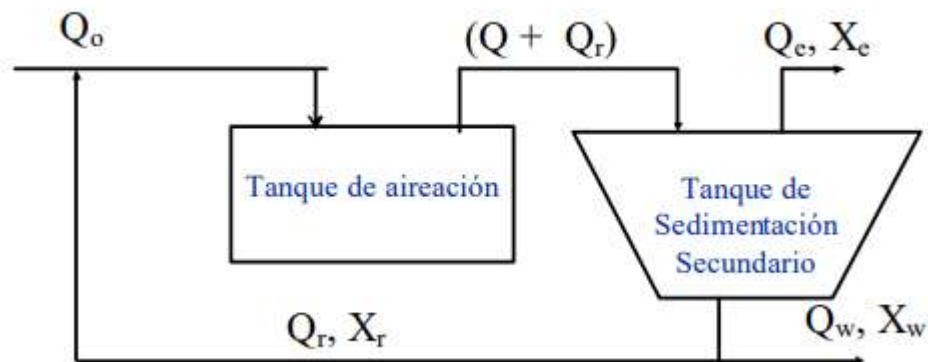 Qo
(Q + Qr)
Qe, Xe
Tanque de aireación
Tanque de
Sedimentación
Secundario
Qr, Xr
Qw, Xw